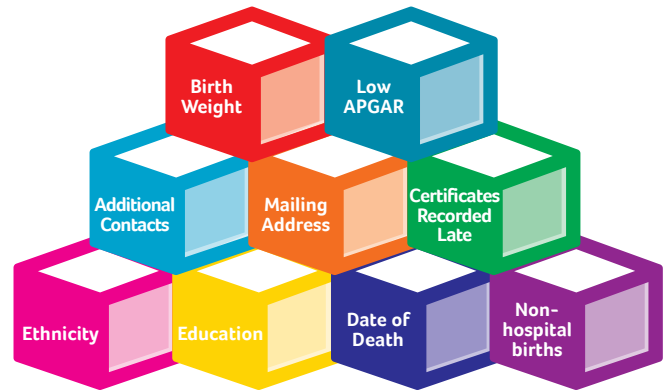 Birth
Weight
Low
APGAR
Additional
Contacts
Mailing
Address
Certificates
Recorded
Late
Ethnicity
Education
Date of
Death
Non-
hospital
births